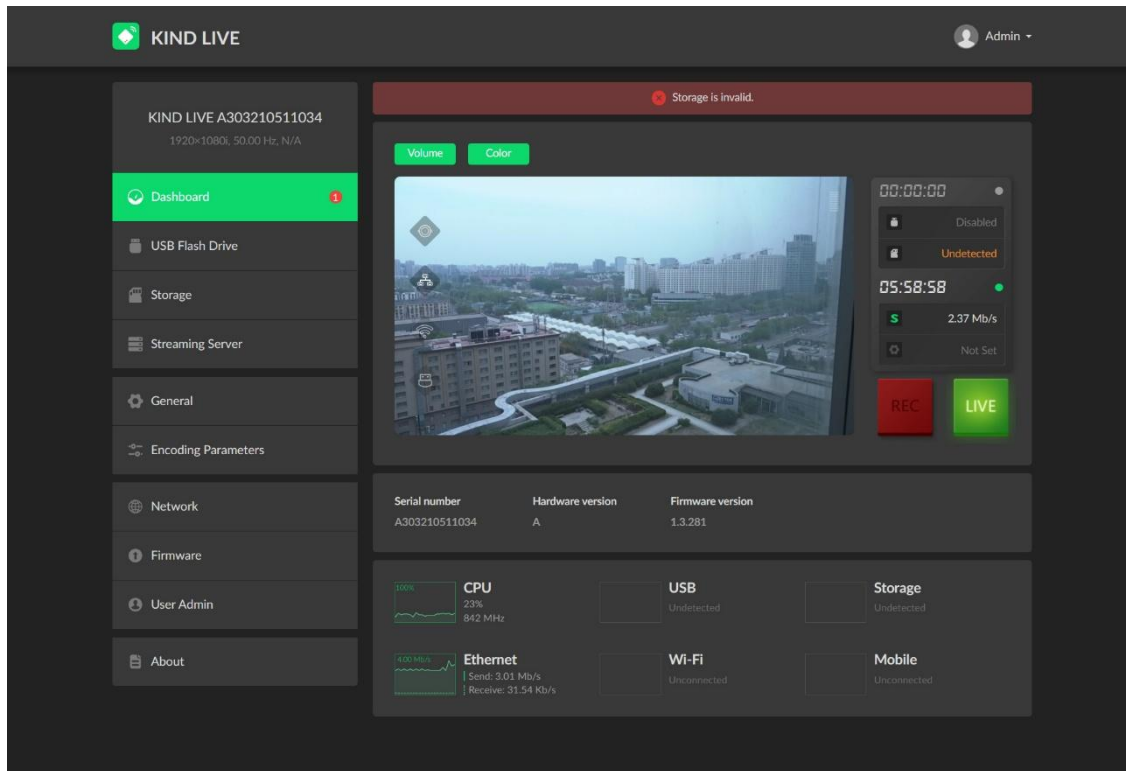 KIND LIVE
Admin
KIND LIVE A303210511034
1920×1080i, 50.00 Hz, N/A
Dashboard
1
USB Flash Drive
Storage
Streaming Server
General
Encoding Parameters
Network
Firmware
User Admin
About
Storage is invalid.
Volume
Color
00:00:00
Disabled
Undetected
05:58:58
S
2.37 Mb/s
Not Set
REC
LIVE
Serial number
A303210511034
Hardware version
A
Firmware version
1.3.281
100%
CPU
23%
842 MHz
USB
Undetected
Storage
Undetected
4.00 Mb/s
Ethernet
Send: 3.01 Mb/s
Receive: 31.54 Kb/s
Wi-Fi
Unconnected
Mobile
Unconnected